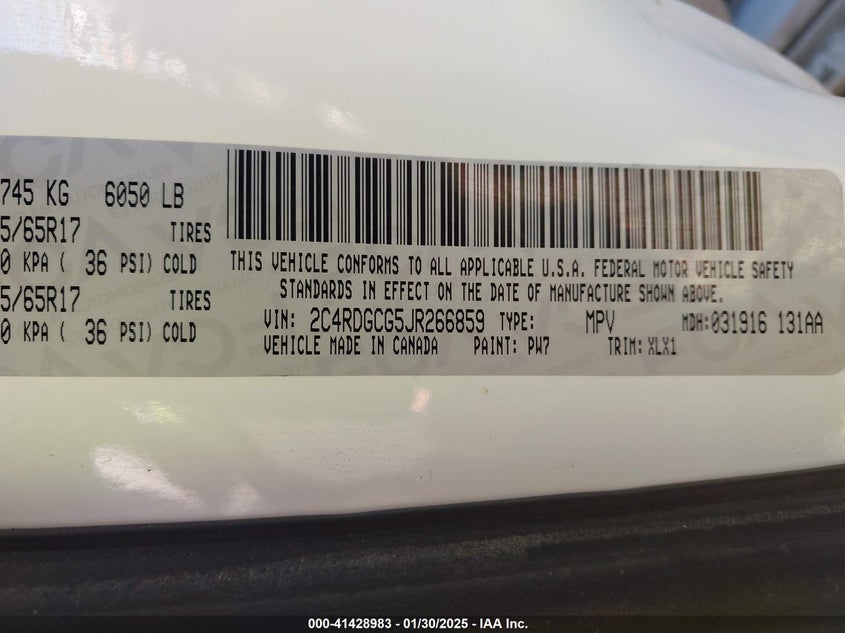 745 KG 6050 LB
5/65R17 TIRES
0 KPA ( 36 PSI) COLD
5/65R17 TIRES
0 KPA ( 36 PSI) COLD
THIS VEHICLE CONFORMS TO ALL APPLICABLE U.S.A. FEDERAL MOTOR VEHICLE SAFETY
STANDARDS IN EFFECT ON THE DATE OF MANUFACTURE SHOWN ABOVE.
VIN: 2C4RDGCG5JR266859 TYPE: MPV MDH:031916 131AA
VEHICLE MADE IN CANADA PAINT: PW7 TRIM: XLX1
000-41428983 - 01/30/2025 - IAA Inc.